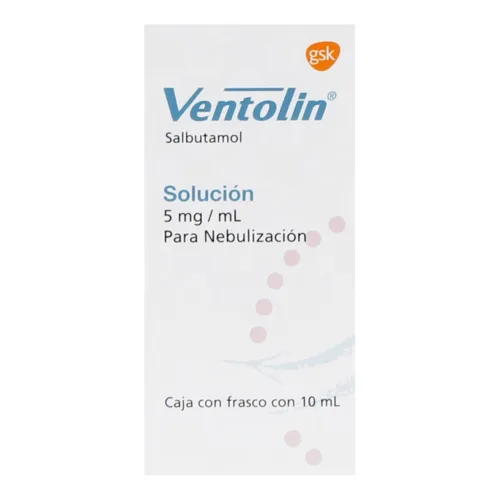 gsk
Ventolin®
Salbutamol
Solución
5 mg / mL
Para Nebulización
Caja con frasco con 10 mL